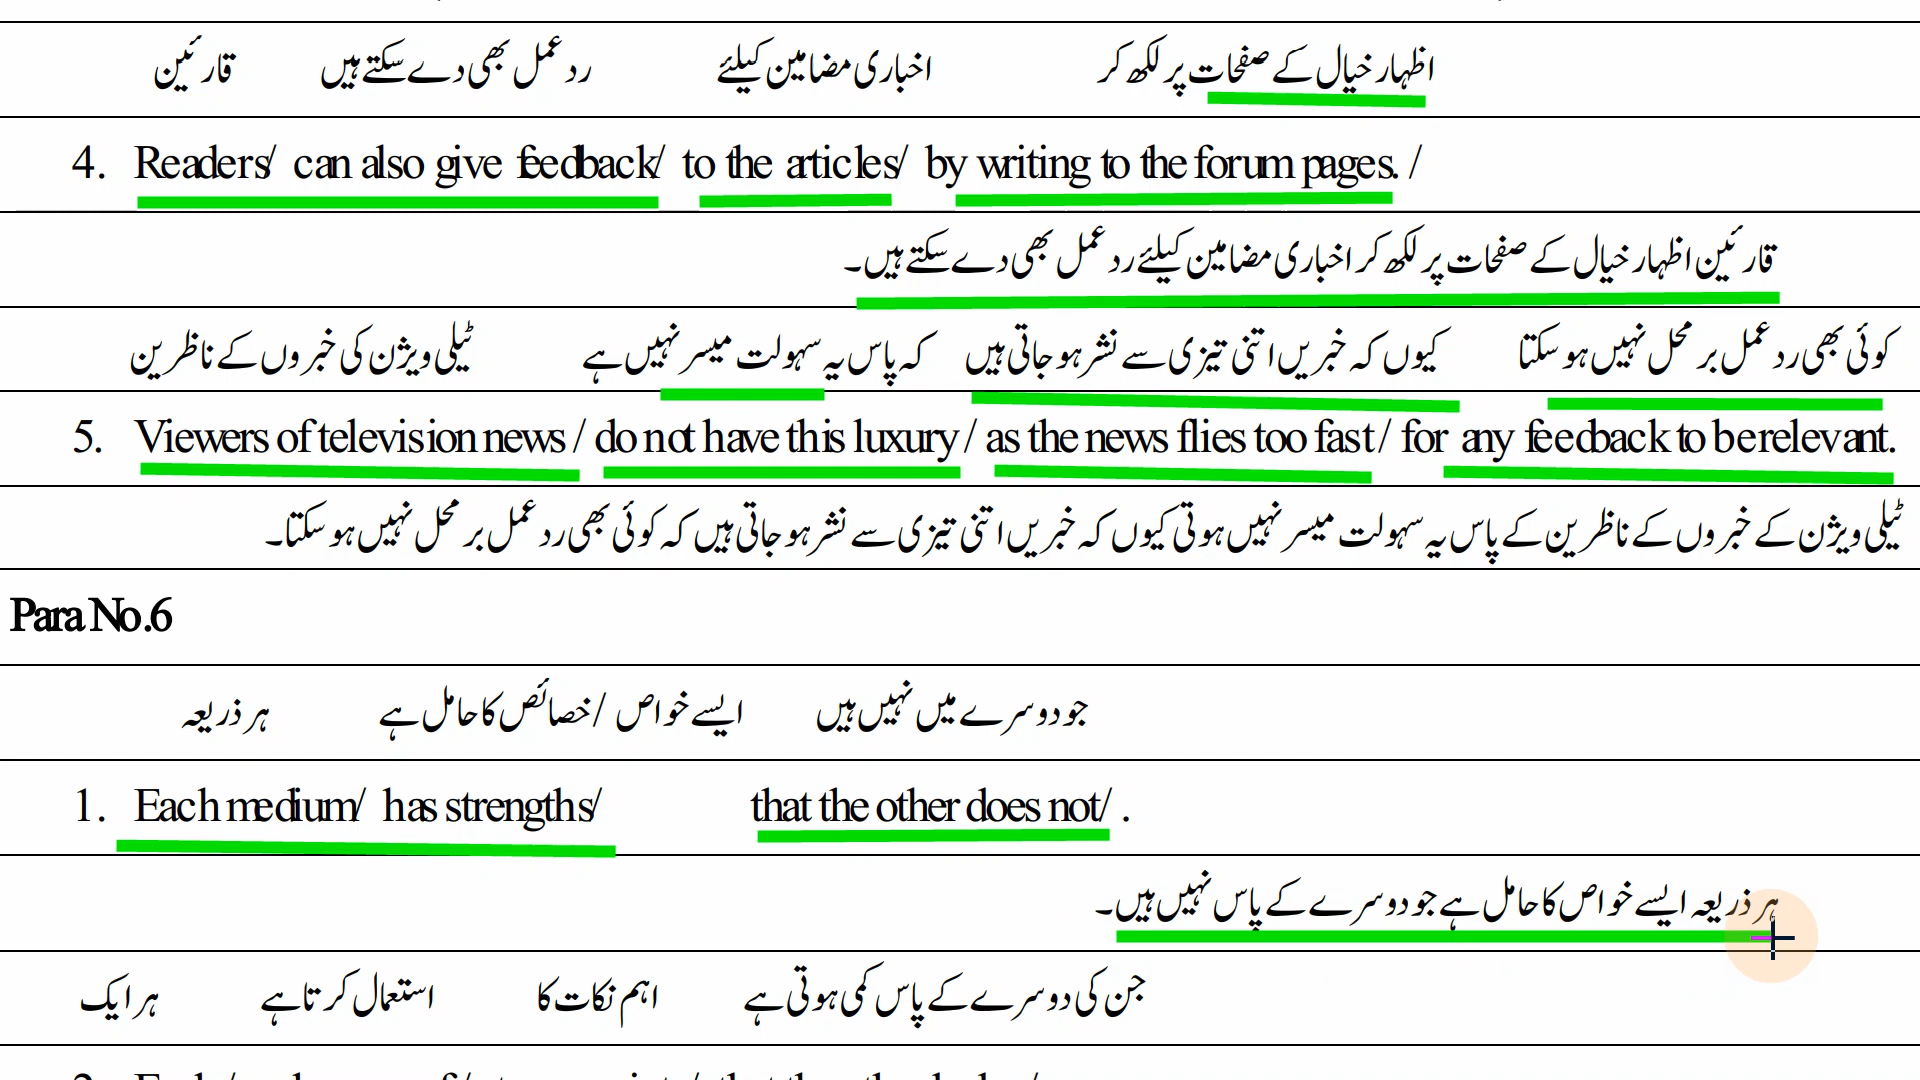 قارئین ردعمل بھی دے سکتے ہیں اخباری مضامین کیلئے اظہار خیال کے صفحات پر لکھ کر
4. Readers/ can also give feedback/ to the articles/ by writing to the forum pages. /
قارئین اظہار خیال کے صفحات پر لکھ کر اخباری مضامین کیلئے ردعمل بھی دے سکتے ہیں۔
ٹیلی ویژن کی خبروں کے ناظرین کہ پاس یہ سہولت میسر نہیں ہے کیوں کہ خبریں اتنی تیزی سے نشر ہو جاتی ہیں کوئی بھی ردعمل بر محل نہیں ہو سکتا
5. Viewers of television news / do not have this luxury / as the news flies too fast / for any feedback to be relevant.
ٹیلی ویژن کے خبروں کے ناظرین کے پاس یہ سہولت میسر نہیں ہوتی کیوں کہ خبریں اتنی تیزی سے نشر ہو جاتی ہیں کہ کوئی بھی ردعمل بر محل نہیں ہو سکتا۔
Para No.6
ہر ذریعہ ایسے خواص / خصائص کا حامل ہے جو دوسرے میں نہیں ہیں
1. Each medium/ has strengths/ that the other does not/ .
ہر ذریعہ ایسے خواص کا حامل ہے جو دوسرے کے پاس نہیں ہیں۔
ہر ایک استعمال کرتا ہے اہم نکات کا جن کی دوسرے کے پاس کمی ہوتی ہے